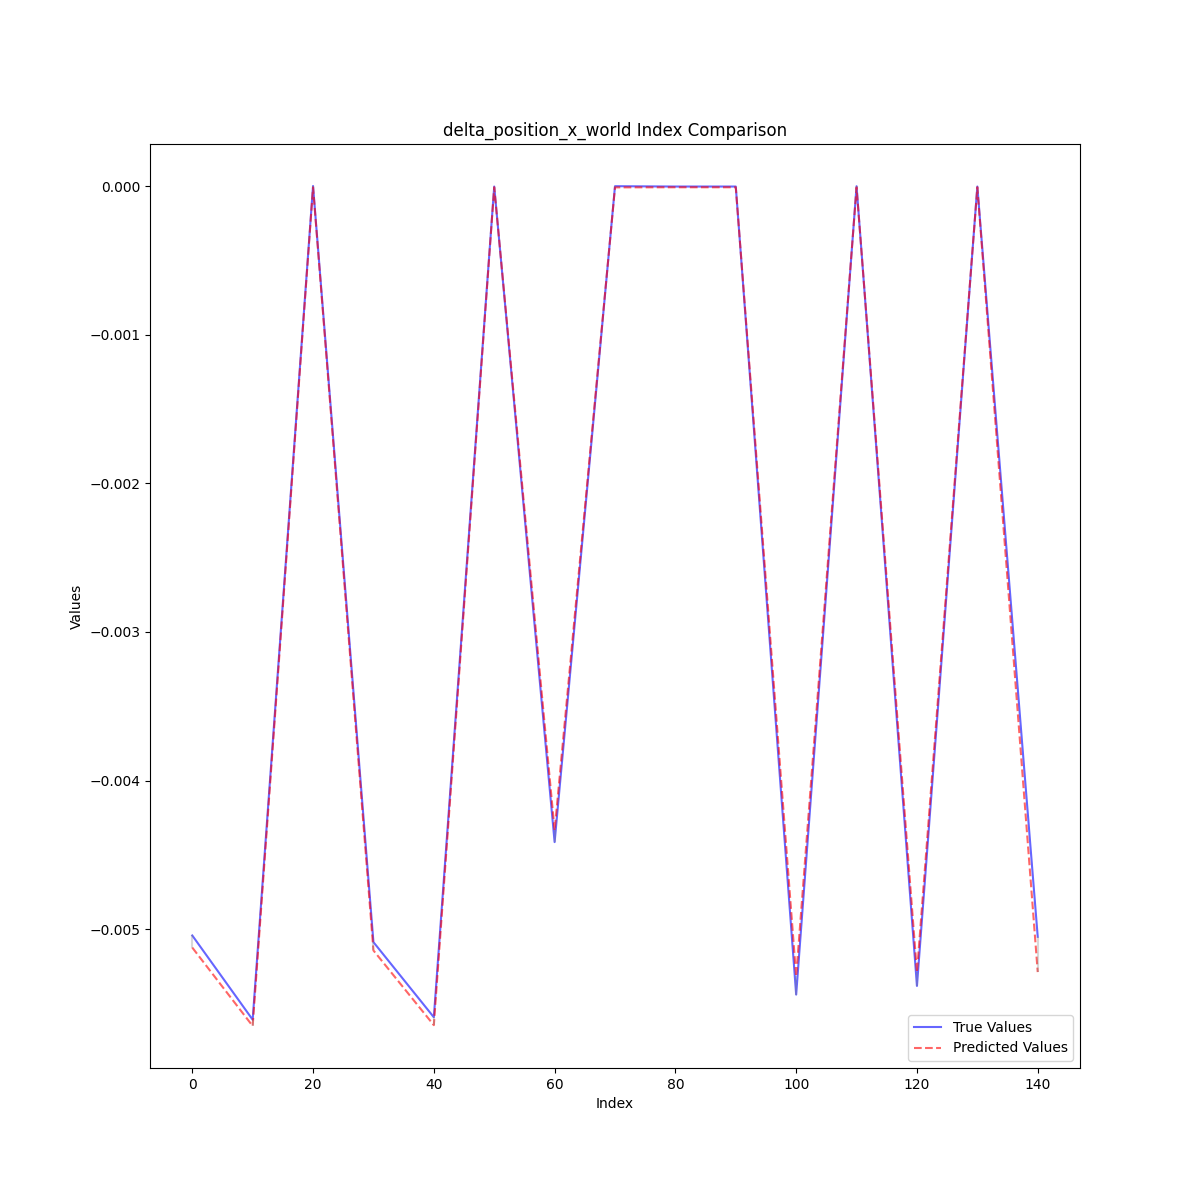 delta_position_x_world Index Comparison
0.000
−0.001
−0.002
−0.003
−0.004
−0.005
Values
0 20 40 60 80 100 120 140
Index
True Values
Predicted Values